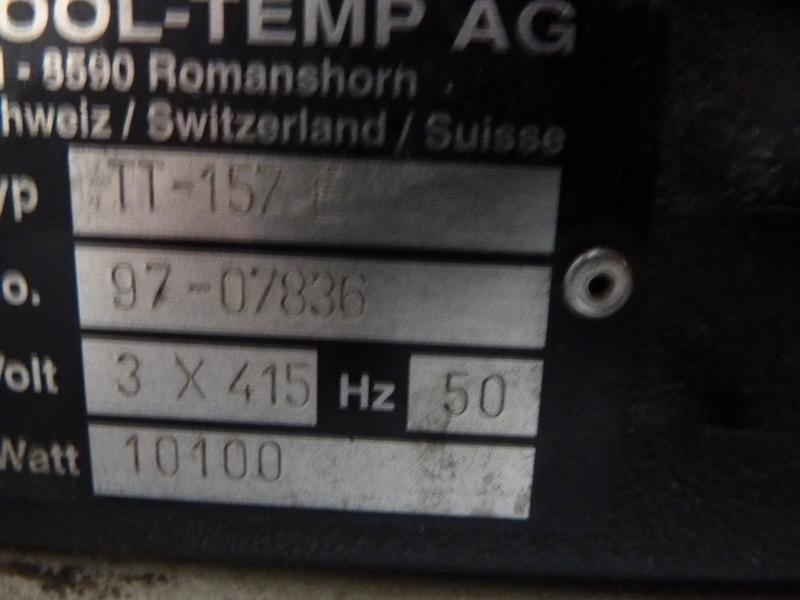 OOL-TEMP AG
- 8590 Romanshorn
hweiz / Switzerland / Suisse
yp TT-157 E
o. 97-07836
Volt 3 X 415 Hz 50
Watt 10100